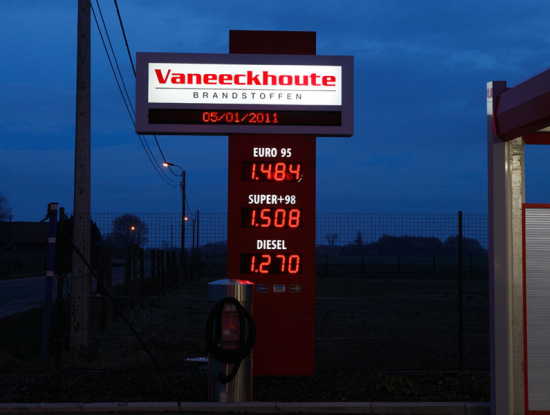 Vaneeckhoute
BRANDSTOFFEN
05/01/2011
EURO 95
1.484
SUPER+98
1.508
DIESEL
1.270